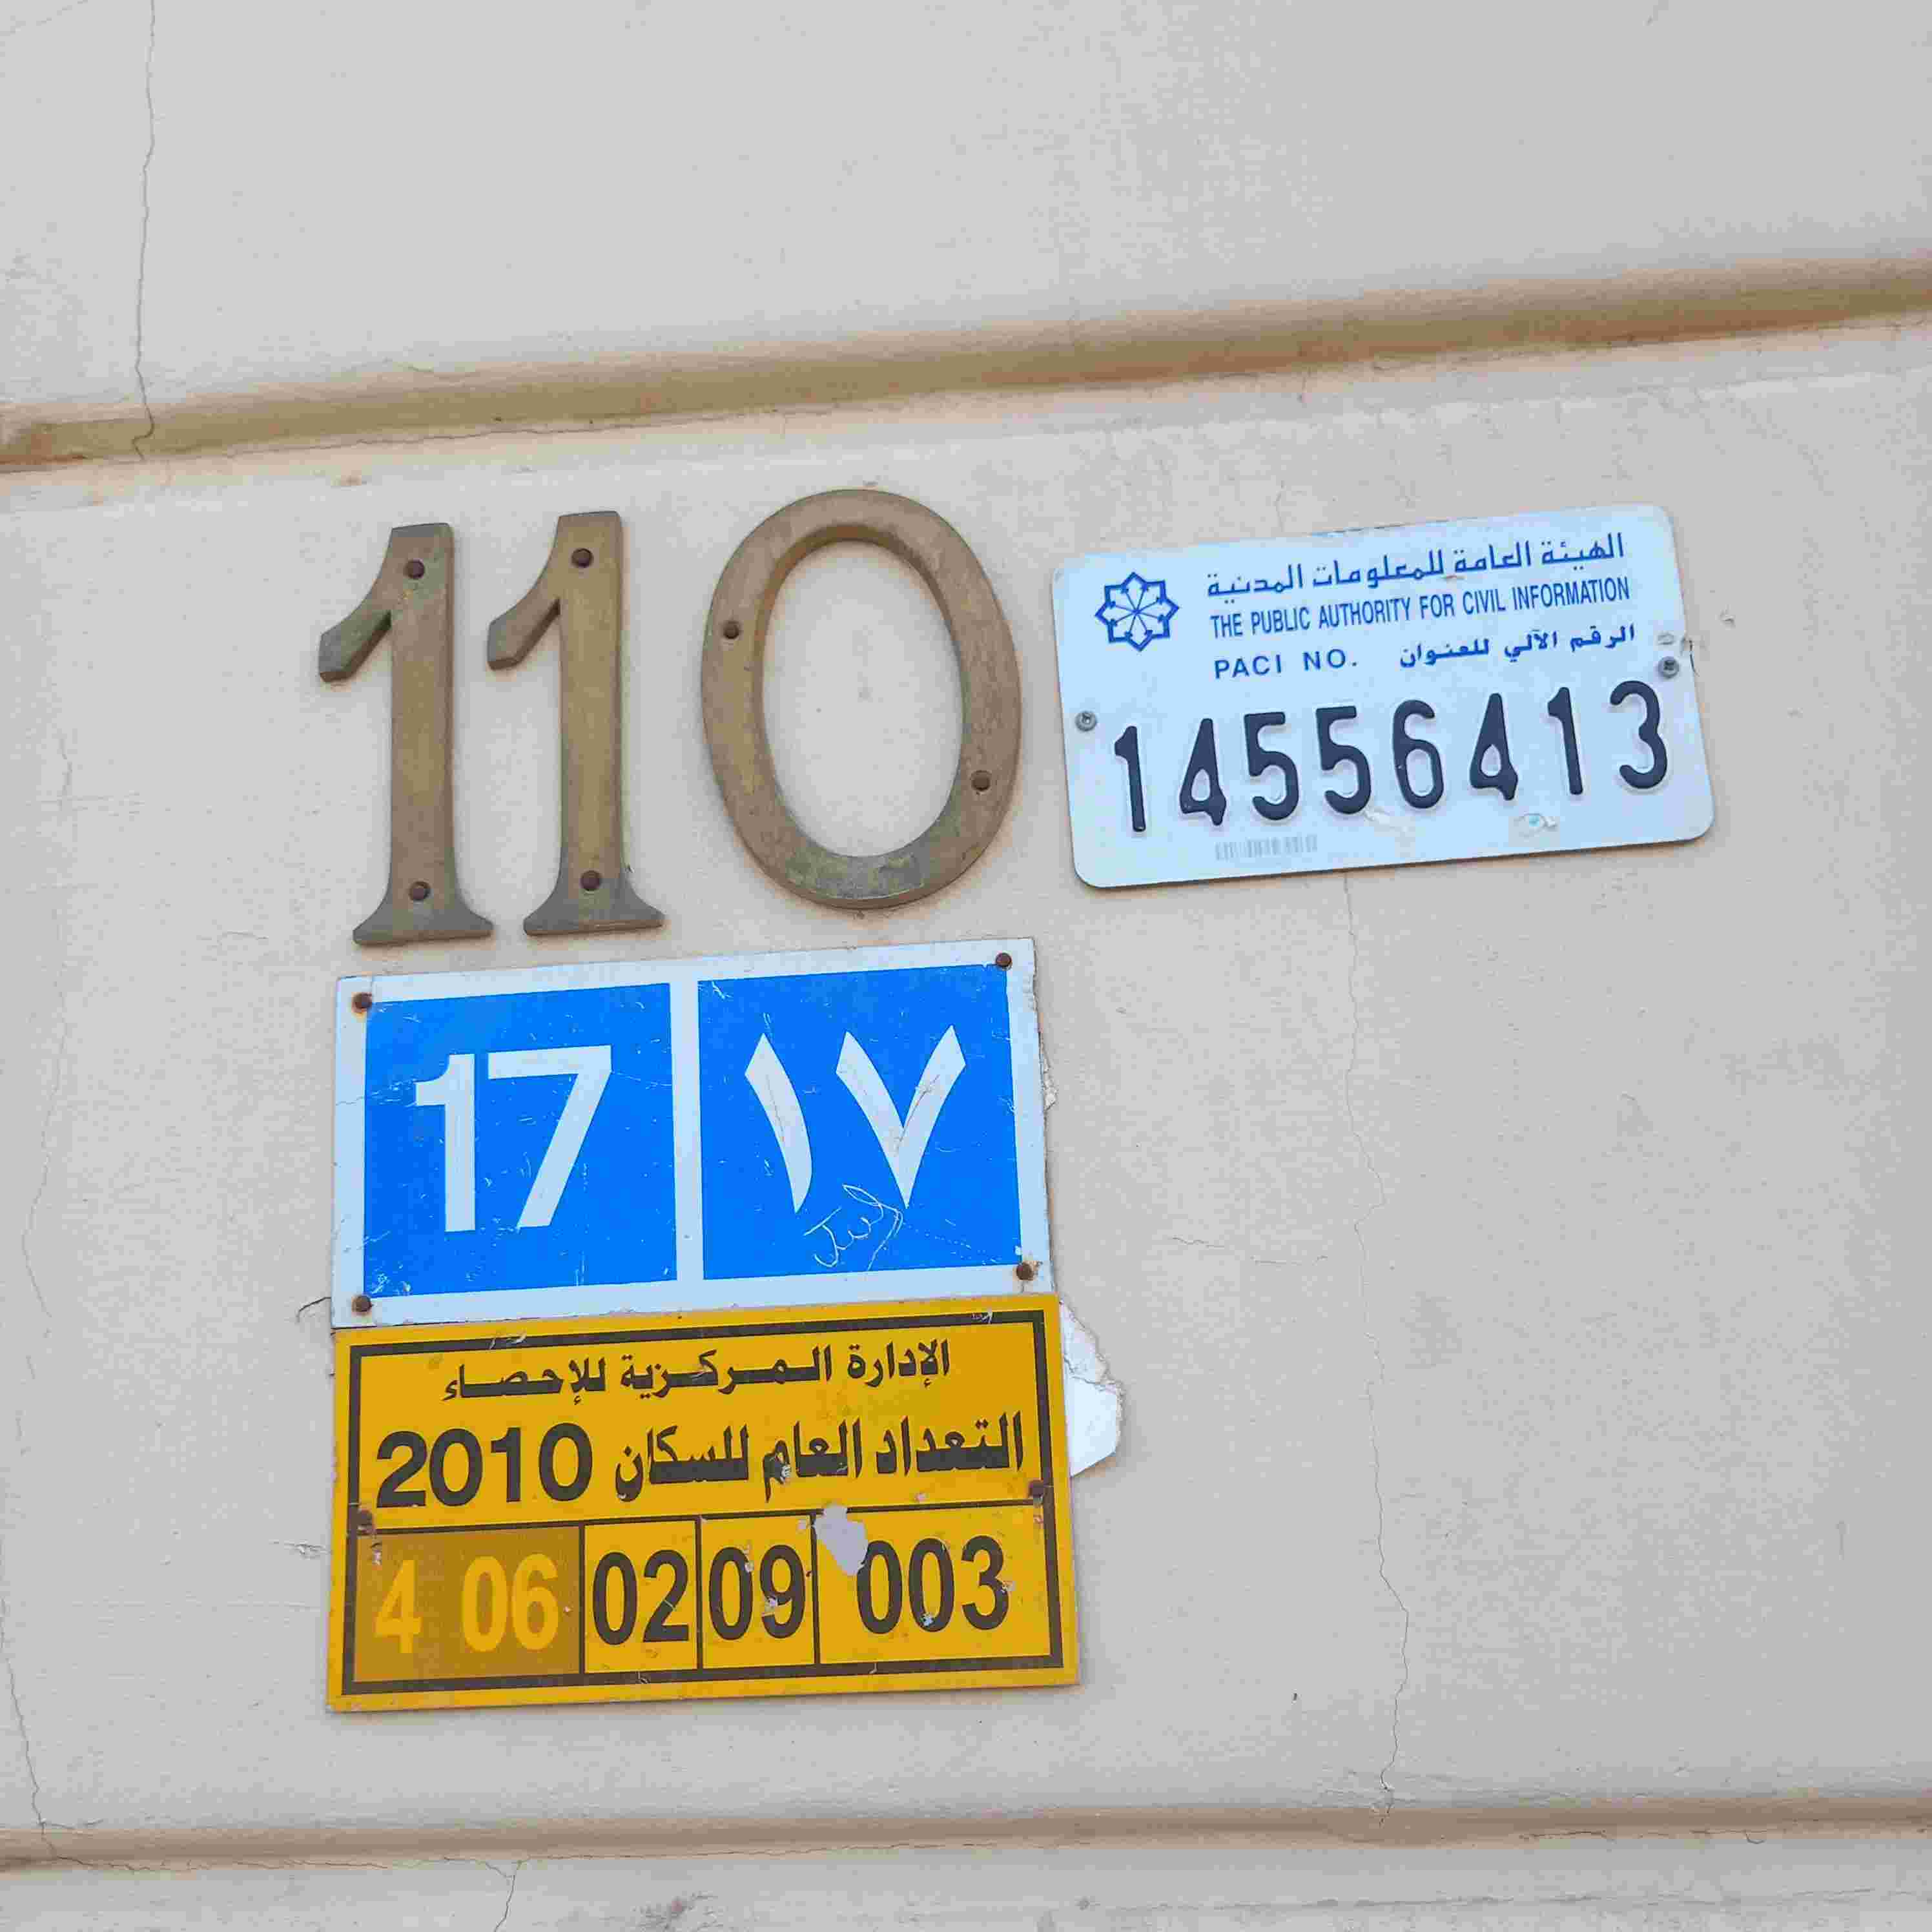 110
الهيئة العامة للمعلومات المدنية
THE PUBLIC AUTHORITY FOR CIVIL INFORMATION
PACI NO. الرقم الآلي للعنوان
14556413
17 ١٧
الإدارة المركزية للإحصاء
التعداد العام للسكان 2010
4 06 02 09 003